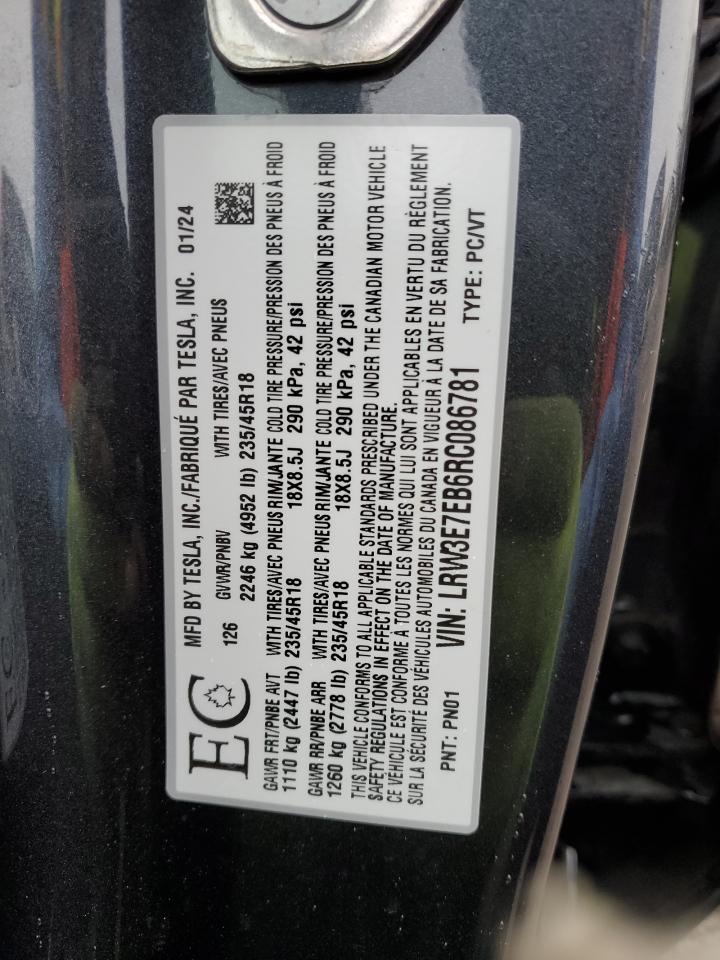 MFD BY TESLA, INC./FABRIQUÉ PAR TESLA, INC. 01/24
EC
126 GVWR/PNBV WITH TIRES/AVEC PNEUS
2246 kg (4952 lb) 235/45R18
GAWR FRT/PNBE AVT WITH TIRES/AVEC PNEUS RIM/JANTE COLD TIRE PRESSURE/PRESSION DES PNEUS À FROID
1110 kg (2447 lb) 235/45R18 18X8.5J 290 kPa, 42 psi
GAWR RR/PNBE ARR WITH TIRES/AVEC PNEUS RIM/JANTE COLD TIRE PRESSURE/PRESSION DES PNEUS À FROID
1260 kg (2778 lb) 235/45R18 18X8.5J 290 kPa, 42 psi
THIS VEHICLE CONFORMS TO ALL APPLICABLE STANDARDS PRESCRIBED UNDER THE CANADIAN MOTOR VEHICLE
SAFETY REGULATIONS IN EFFECT ON THE DATE OF MANUFACTURE.
CE VÉHICULE EST CONFORME À TOUTES LES NORMES QUI LUI SONT APPLICABLES EN VERTU DU RÈGLEMENT
SUR LA SÉCURITÉ DES VÉHICULES AUTOMOBILES DU CANADA EN VIGUEUR À LA DATE DE SA FABRICATION.
PNT: PN01 VIN: LRW3E7EB6RC086781 TYPE: PC/VT